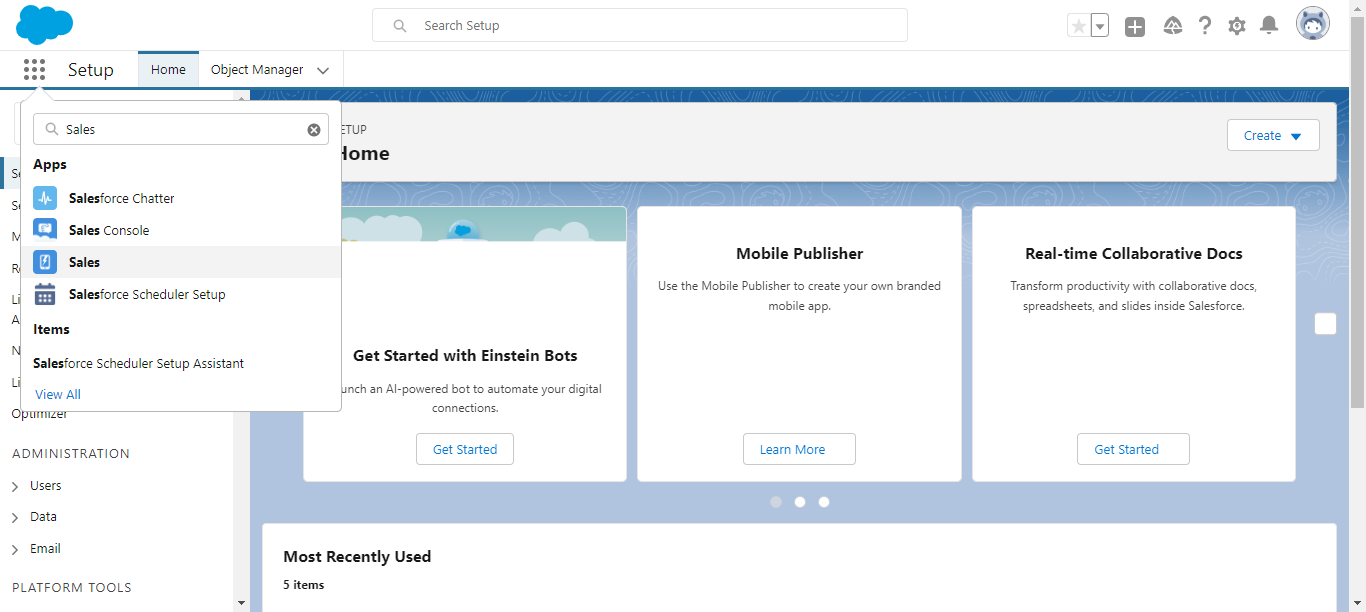 Search Setup
Setup
Home
Object Manager
Sales
Apps
Salesforce Chatter
Sales Console
Sales
Salesforce Scheduler Setup
Items
Salesforce Scheduler Setup Assistant
View All
Optimizer
ADMINISTRATION
Users
Data
Email
PLATFORM TOOLS
ETUP
Home
Create
Get Started with Einstein Bots
unch an AI-powered bot to automate your digital
connections.
Get Started
Mobile Publisher
Use the Mobile Publisher to create your own branded
mobile app.
Learn More
Real-time Collaborative Docs
Transform productivity with collaborative docs,
spreadsheets, and slides inside Salesforce.
Get Started
Most Recently Used
5 items